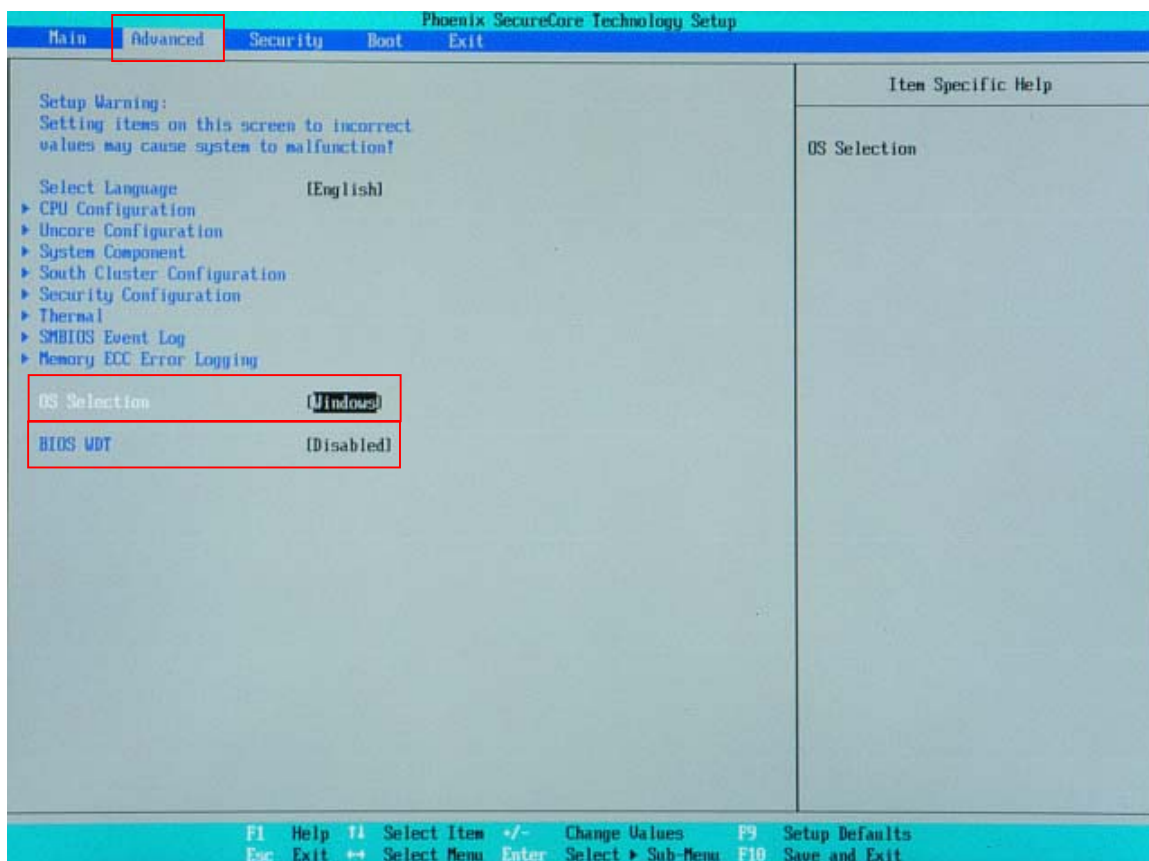 Phoenix SecureCore Technology Setup
Main Advanced Security Boot Exit
Item Specific Help
Setup Warning:
Setting items on this screen to incorrect
values may cause system to malfunction!
OS Selection
Select Language [English]
▶ CPU Configuration
▶ Uncore Configuration
▶ System Component
▶ South Cluster Configuration
▶ Security Configuration
▶ Thermal
▶ SMBIOS Event Log
▶ Memory ECC Error Logging
OS Selection [Windows]
BIOS WDT [Disabled]
F1 Help ↑↓ Select Item +/- Change Values F9 Setup Defaults
Esc Exit ↔ Select Menu Enter Select ▶ Sub-Menu F10 Save and Exit